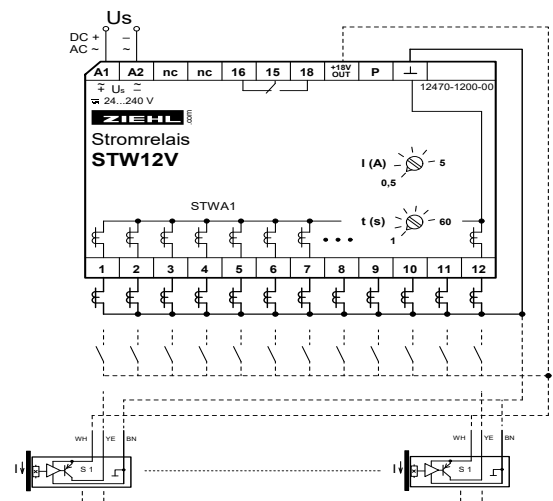 Us
DC + –
AC ~ ~
A1 A2 nc nc 16 15 18 +18V OUT P ⊥
~ Us ~
+ –
24...240 V
12470-1200-00
ZIEHL.com
Stromrelais
STW12V
I (A) 5
0,5
STWA1
t (s) 60
1
1 2 3 4 5 6 7 8 9 10 11 12
WH YE BN
WH YE BN
I S 1
I S 1